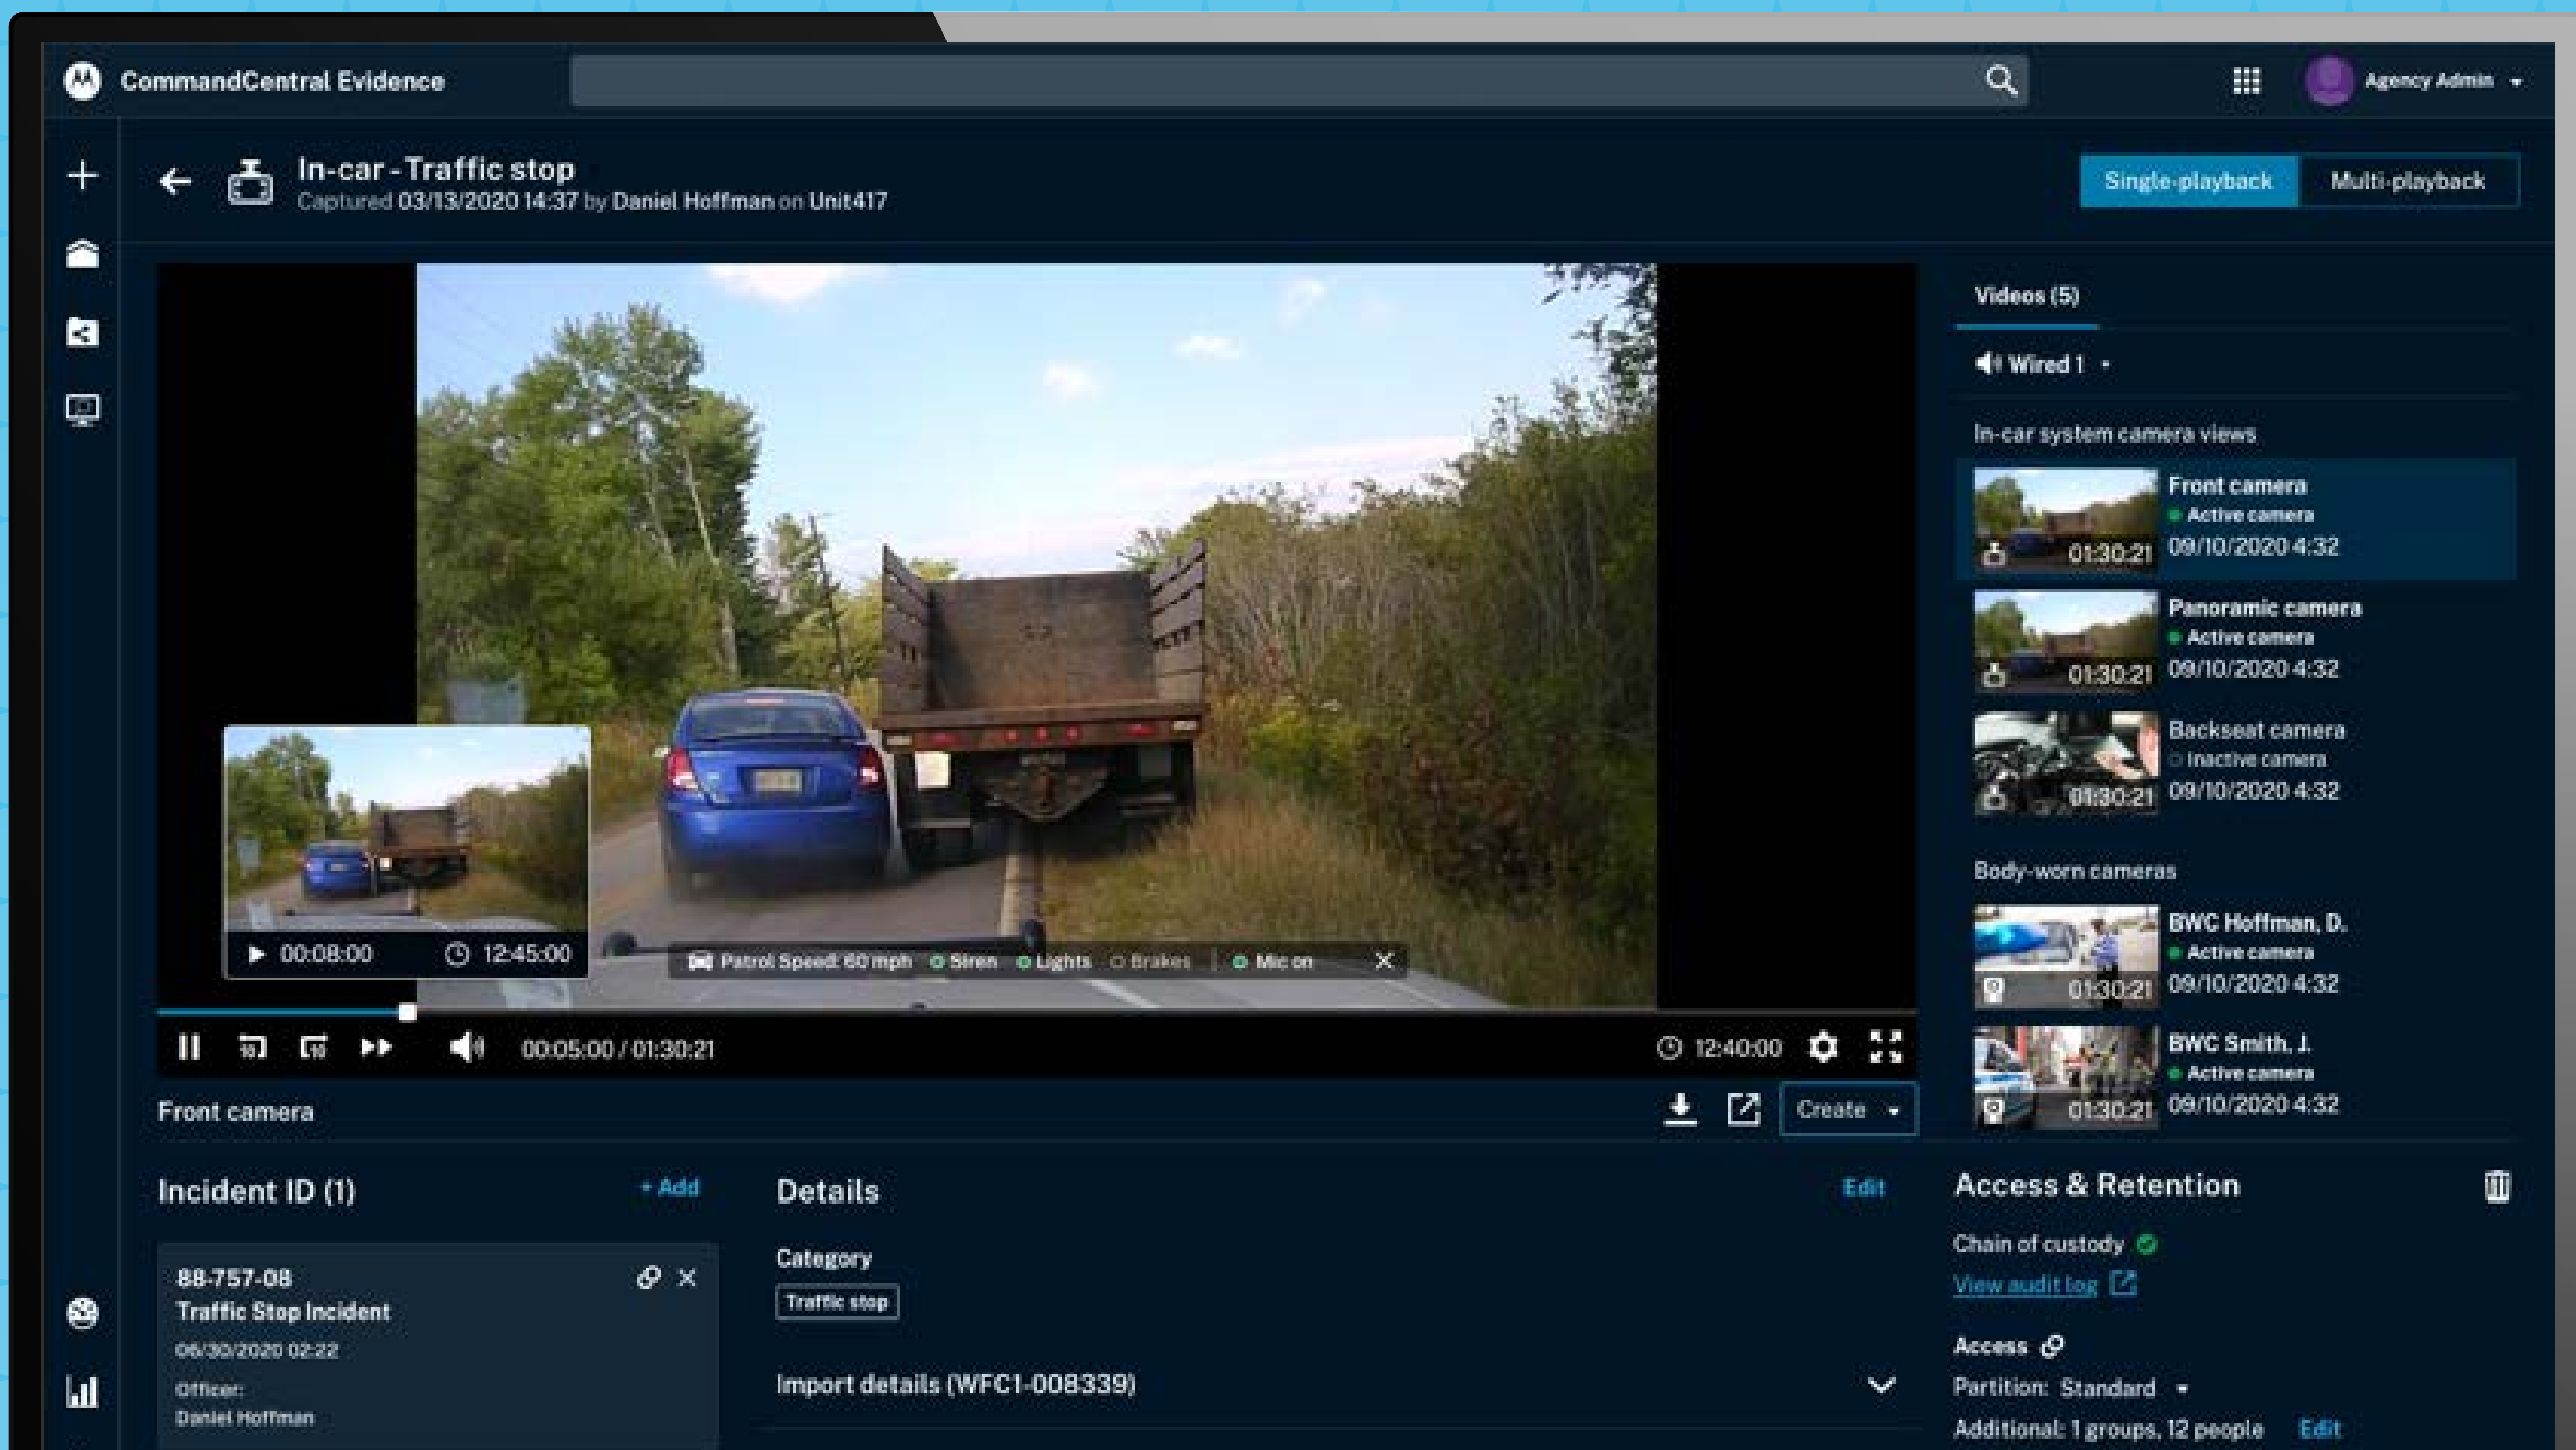 CommandCentral Evidence
Agency Admin
In-car - Traffic stop
Captured 03/13/2020 14:37 by Daniel Hoffman on Unit417
Single-playback
Multi-playback
Videos (5)
Wired 1
In-car system camera views
Front camera
Active camera
01:30:21
09/10/2020 4:32
Panoramic camera
Active camera
01:30:21
09/10/2020 4:32
Backseat camera
Inactive camera
01:30:21
09/10/2020 4:32
Body-worn cameras
BWC Hoffman, D.
Active camera
01:30:21
09/10/2020 4:32
BWC Smith, J.
Active camera
01:30:21
09/10/2020 4:32
00:08:00
12:45:00
Patrol Speed: 60 mph
Siren
Lights
Brakes
Mic on
10
10
00:05:00 / 01:30:21
12:40:00
Front camera
Create
Incident ID (1)
+ Add
88-757-08
Traffic Stop Incident
06/30/2020 02:22
Officer:
Daniel Hoffman
Details
Edit
Category
Traffic stop
Import details (WFC1-008339)
Access & Retention
Chain of custody
View audit log
Access
Partition: Standard
Additional: 1 groups, 12 people
Edit